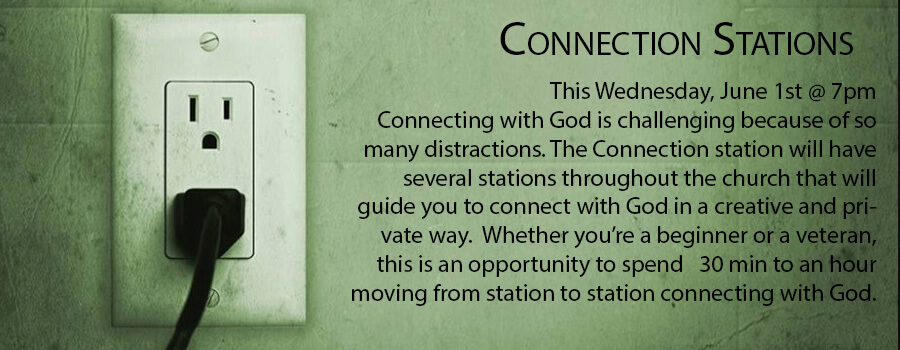 CONNECTION STATIONS
This Wednesday, June 1st @ 7pm
Connecting with God is challenging because of so
many distractions. The Connection station will have
several stations throughout the church that will
guide you to connect with God in a creative and pri-
vate way.  Whether you're a beginner or a veteran,
this is an opportunity to spend   30 min to an hour
moving from station to station connecting with God.